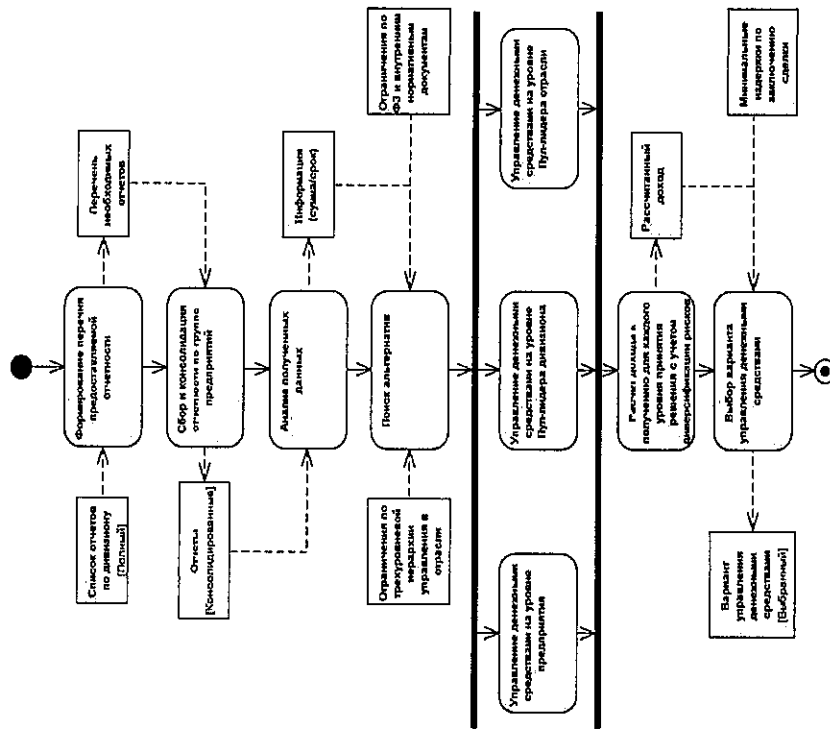 Формирование перечня
предоставляемой
отчетности
Перечень
необходимых
отчетов
Список отчетов
по дивизиону
[Полный]
Сбор и консолидация
отчетности по группе
предприятий
Отчеты
[Консолидированные]
Анализ полученных
данных
Информация
(сумма/срок)
Ограничения по
ФЗ и внутренним
нормативным
документам
Поиск альтернатив
Ограничения по
трехуровневой
иерархии
управления в
отрасли
Управление денежными
средствами на уровне
предприятия
Управление денежными
средствами на уровне
Пул-лидера дивизиона
Управление денежными
средствами на уровне
Пул-лидера отрасли
Расчет дохода к
получению для каждого
уровня принятия
решения с учетом
диверсификации рисков
Рассчитанный
доход
Минимальные
издержки по
заключению
сделки
Выбор варианта
управления денежными
средствами
Вариант
управления
денежными
средствами
[Выбранный]